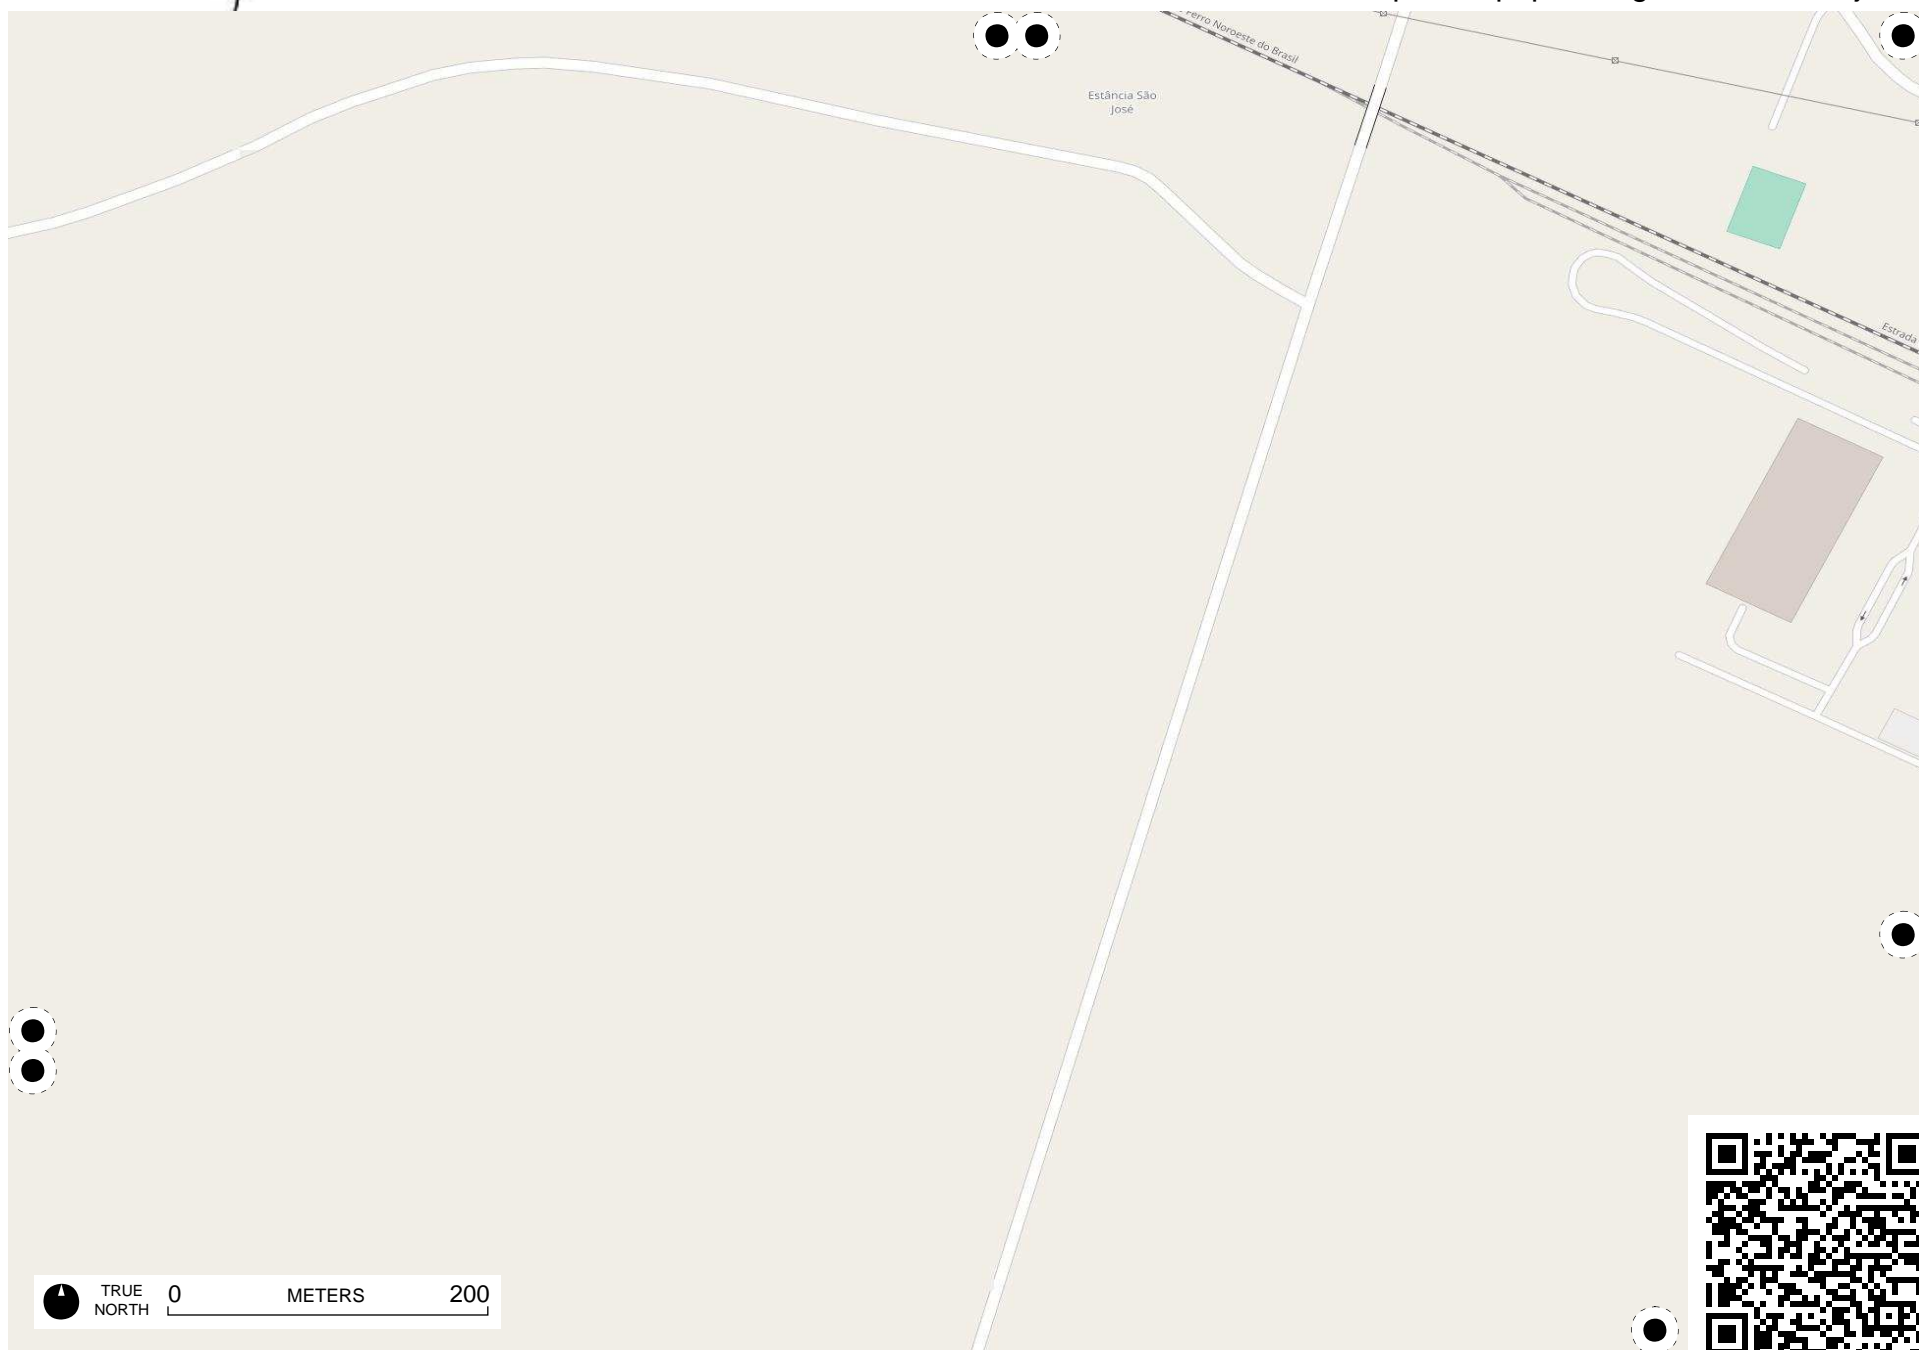 Ferro Noroeste do Brasil
Estância São
José
Estrada
TRUE
NORTH
0
METERS
200